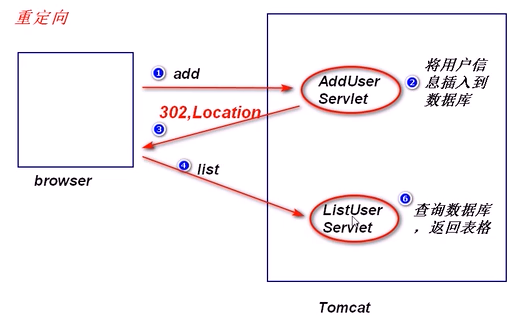 重定向
① add
AddUser
Servlet
② 将用户信
息插入到
数据库
302,Location
③
④ list
browser
ListUser
Servlet
⑥ 查询数据库
，返回表格
Tomcat